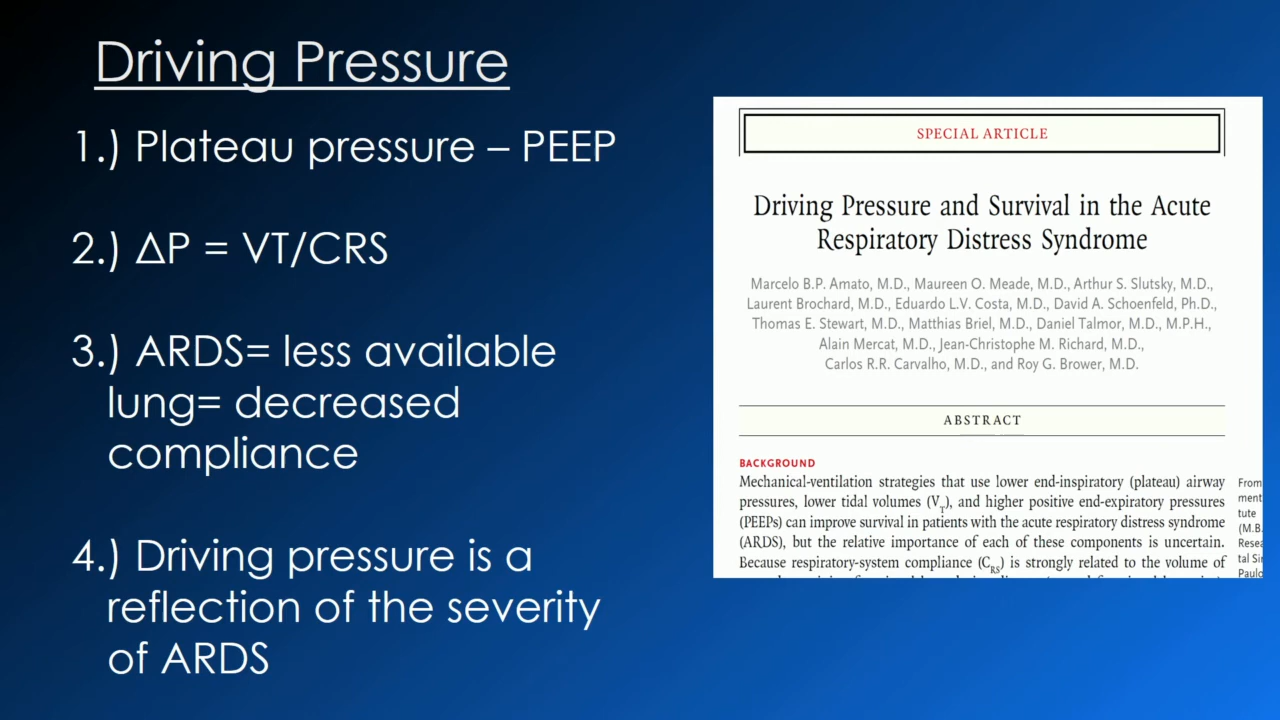 Driving Pressure
1.) Plateau pressure – PEEP
2.) ΔP = VT/CRS
3.) ARDS= less available
lung= decreased
compliance
4.) Driving pressure is a
reflection of the severity
of ARDS
SPECIAL ARTICLE
Driving Pressure and Survival in the Acute
Respiratory Distress Syndrome
Marcelo B.P. Amato, M.D., Maureen O. Meade, M.D., Arthur S. Slutsky, M.D.,
Laurent Brochard, M.D., Eduardo L.V. Costa, M.D., David A. Schoenfeld, Ph.D.,
Thomas E. Stewart, M.D., Matthias Briel, M.D., Daniel Talmor, M.D., M.P.H.,
Alain Mercat, M.D., Jean-Christophe M. Richard, M.D.,
Carlos R.R. Carvalho, M.D., and Roy G. Brower, M.D.
ABSTRACT
BACKGROUND
Mechanical-ventilation strategies that use lower end-inspiratory (plateau) airway
pressures, lower tidal volumes (VT), and higher positive end-expiratory pressures
(PEEPs) can improve survival in patients with the acute respiratory distress syndrome
(ARDS), but the relative importance of each of these components is uncertain.
Because respiratory-system compliance (CRS) is strongly related to the volume of
From
ment
tute
(M.B.
Resea
tal Sir
Paulo